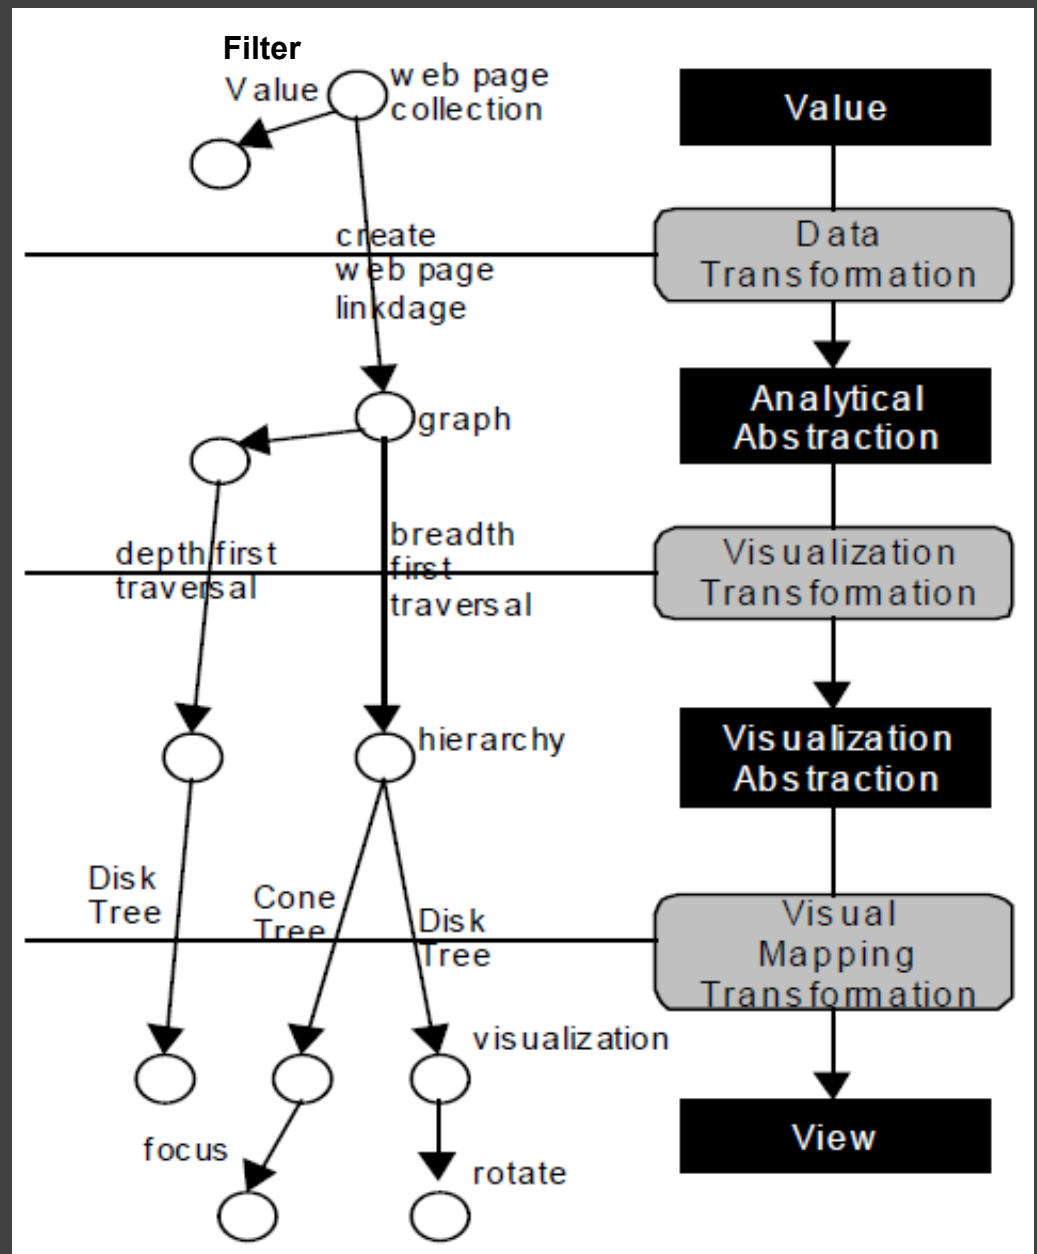 Filter
Value
web page
collection
Value
create
web page
linkdage
Data
Transformation
graph
Analytical
Abstraction
depth first
traversal
breadth
first
traversal
Visualization
Transformation
hierarchy
Visualization
Abstraction
Disk
Tree
Cone
Tree
Disk
Tree
Visual
Mapping
Transformation
visualization
focus
rotate
View